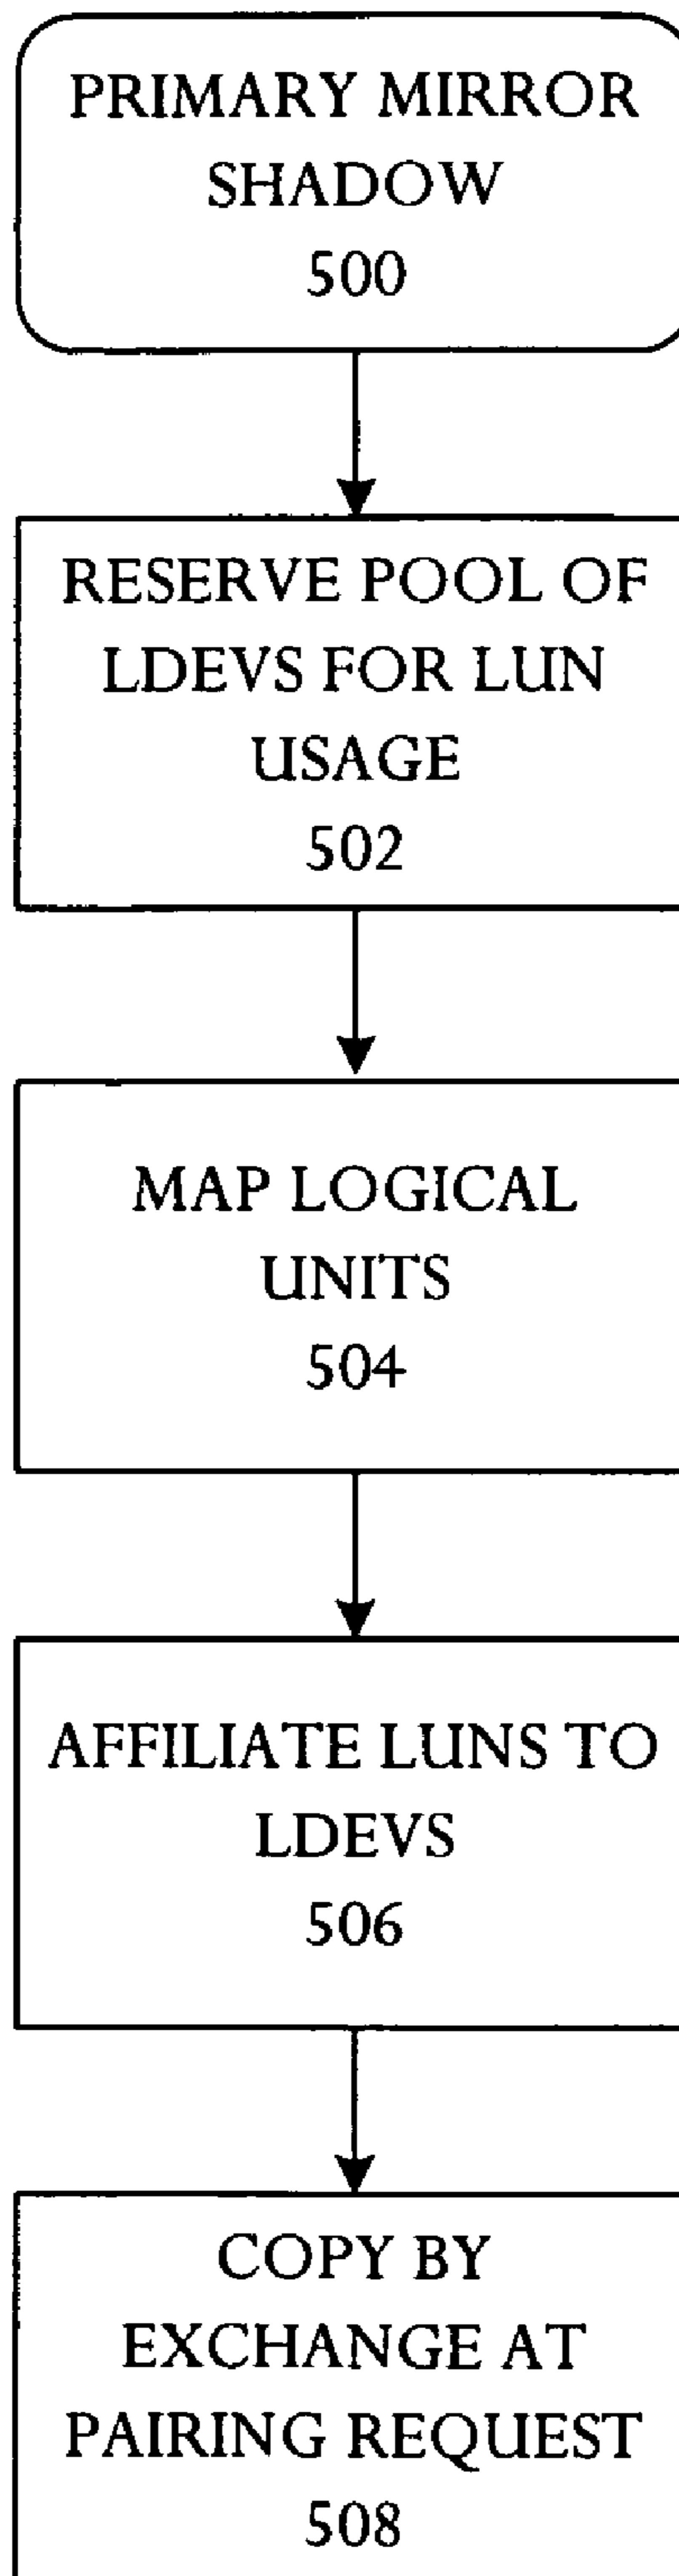 PRIMARY MIRROR
SHADOW
500
RESERVE POOL OF
LDEVS FOR LUN
USAGE
502
MAP LOGICAL
UNITS
504
AFFILIATE LUNS TO
LDEVS
506
COPY BY
EXCHANGE AT
PAIRING REQUEST
508